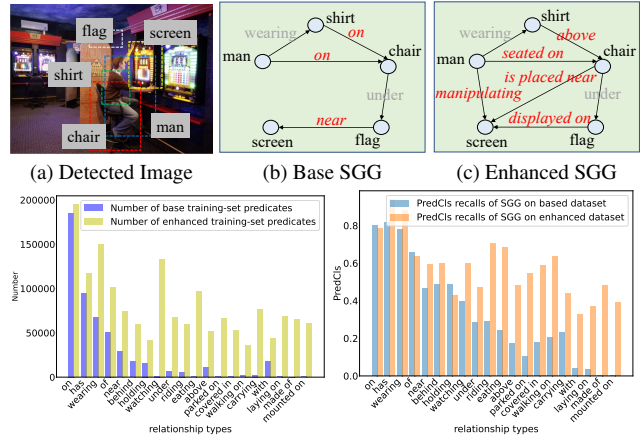 flag
screen
shirt
chair
man
(a) Detected Image
wearing
shirt
on
man
on
chair
under
near
screen
flag
(b) Base SGG
wearing
shirt
above
man
seated on
chair
is placed near
manipulating
under
displayed on
screen
flag
(c) Enhanced SGG
200000
150000
100000
50000
0
Number
Number of base training-set predicates
Number of enhanced training-set predicates
on
has
wearing
of
near
behind
holding
watching
under
riding
eating
above
parked on
covered in
walking on
carrying
with
laying on
made of
mounted on
relationship types
0.8
0.6
0.4
0.2
0.0
PredCls
PredCls recalls of SGG on based dataset
PredCls recalls of SGG on enhanced dataset
on
has
wearing
of
near
behind
holding
watching
under
riding
eating
above
parked on
covered in
walking on
carrying
with
laying on
made of
mounted on
relationship types